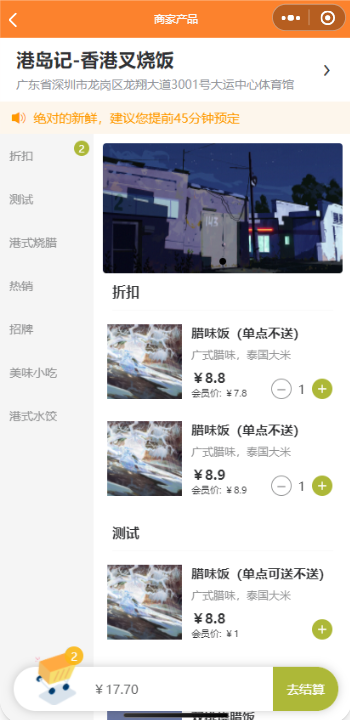 商家产品
港岛记-香港叉烧饭
广东省深圳市龙岗区龙翔大道3001号大运中心体育馆
绝对的新鲜，建议您提前45分钟预定
折扣
2
测试
港式烧腊
热销
招牌
美味小吃
港式水饺
折扣
腊味饭（单点不送）
广式腊味，泰国大米
￥8.8
会员价：￥7.8
1
腊味饭（单点不送）
广式腊味，泰国大米
￥8.9
会员价：￥8.9
1
测试
腊味饭（单点可送不送）
广式腊味，泰国大米
￥8.8
会员价：￥1
2
￥17.70
去结算